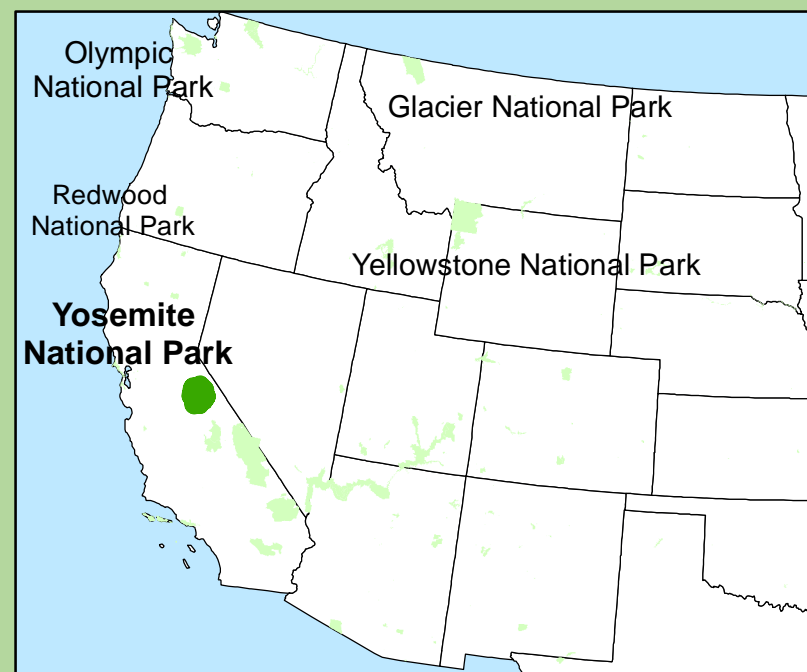 Olympic
National Park
Glacier National Park
Redwood
National Park
Yellowstone National Park
Yosemite
National Park